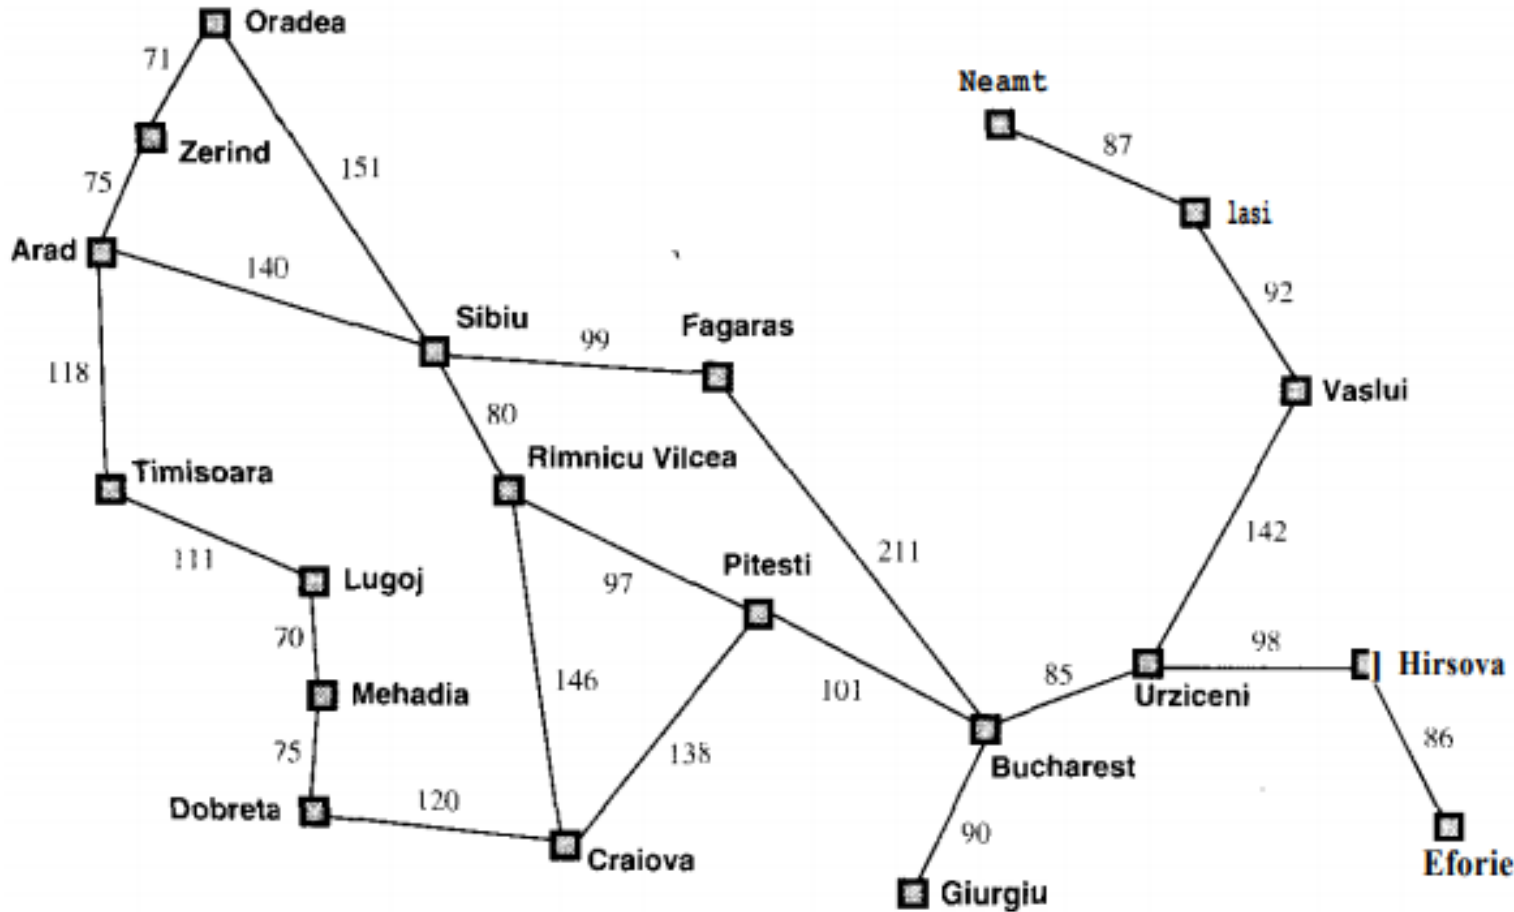 Oradea
71
Neamt
87
Zerind
151
75
lasi
Arad
140
92
Sibiu
Fagaras
99
118
Vaslui
80
Rimnicu Vilcea
Timisoara
142
211
111
Pitesti
Lugoj
97
70
98
Hirsova
85
146
101
Urziceni
Mehadia
86
138
75
Bucharest
Dobreta
120
90
Craiova
Eforie
Giurgiu